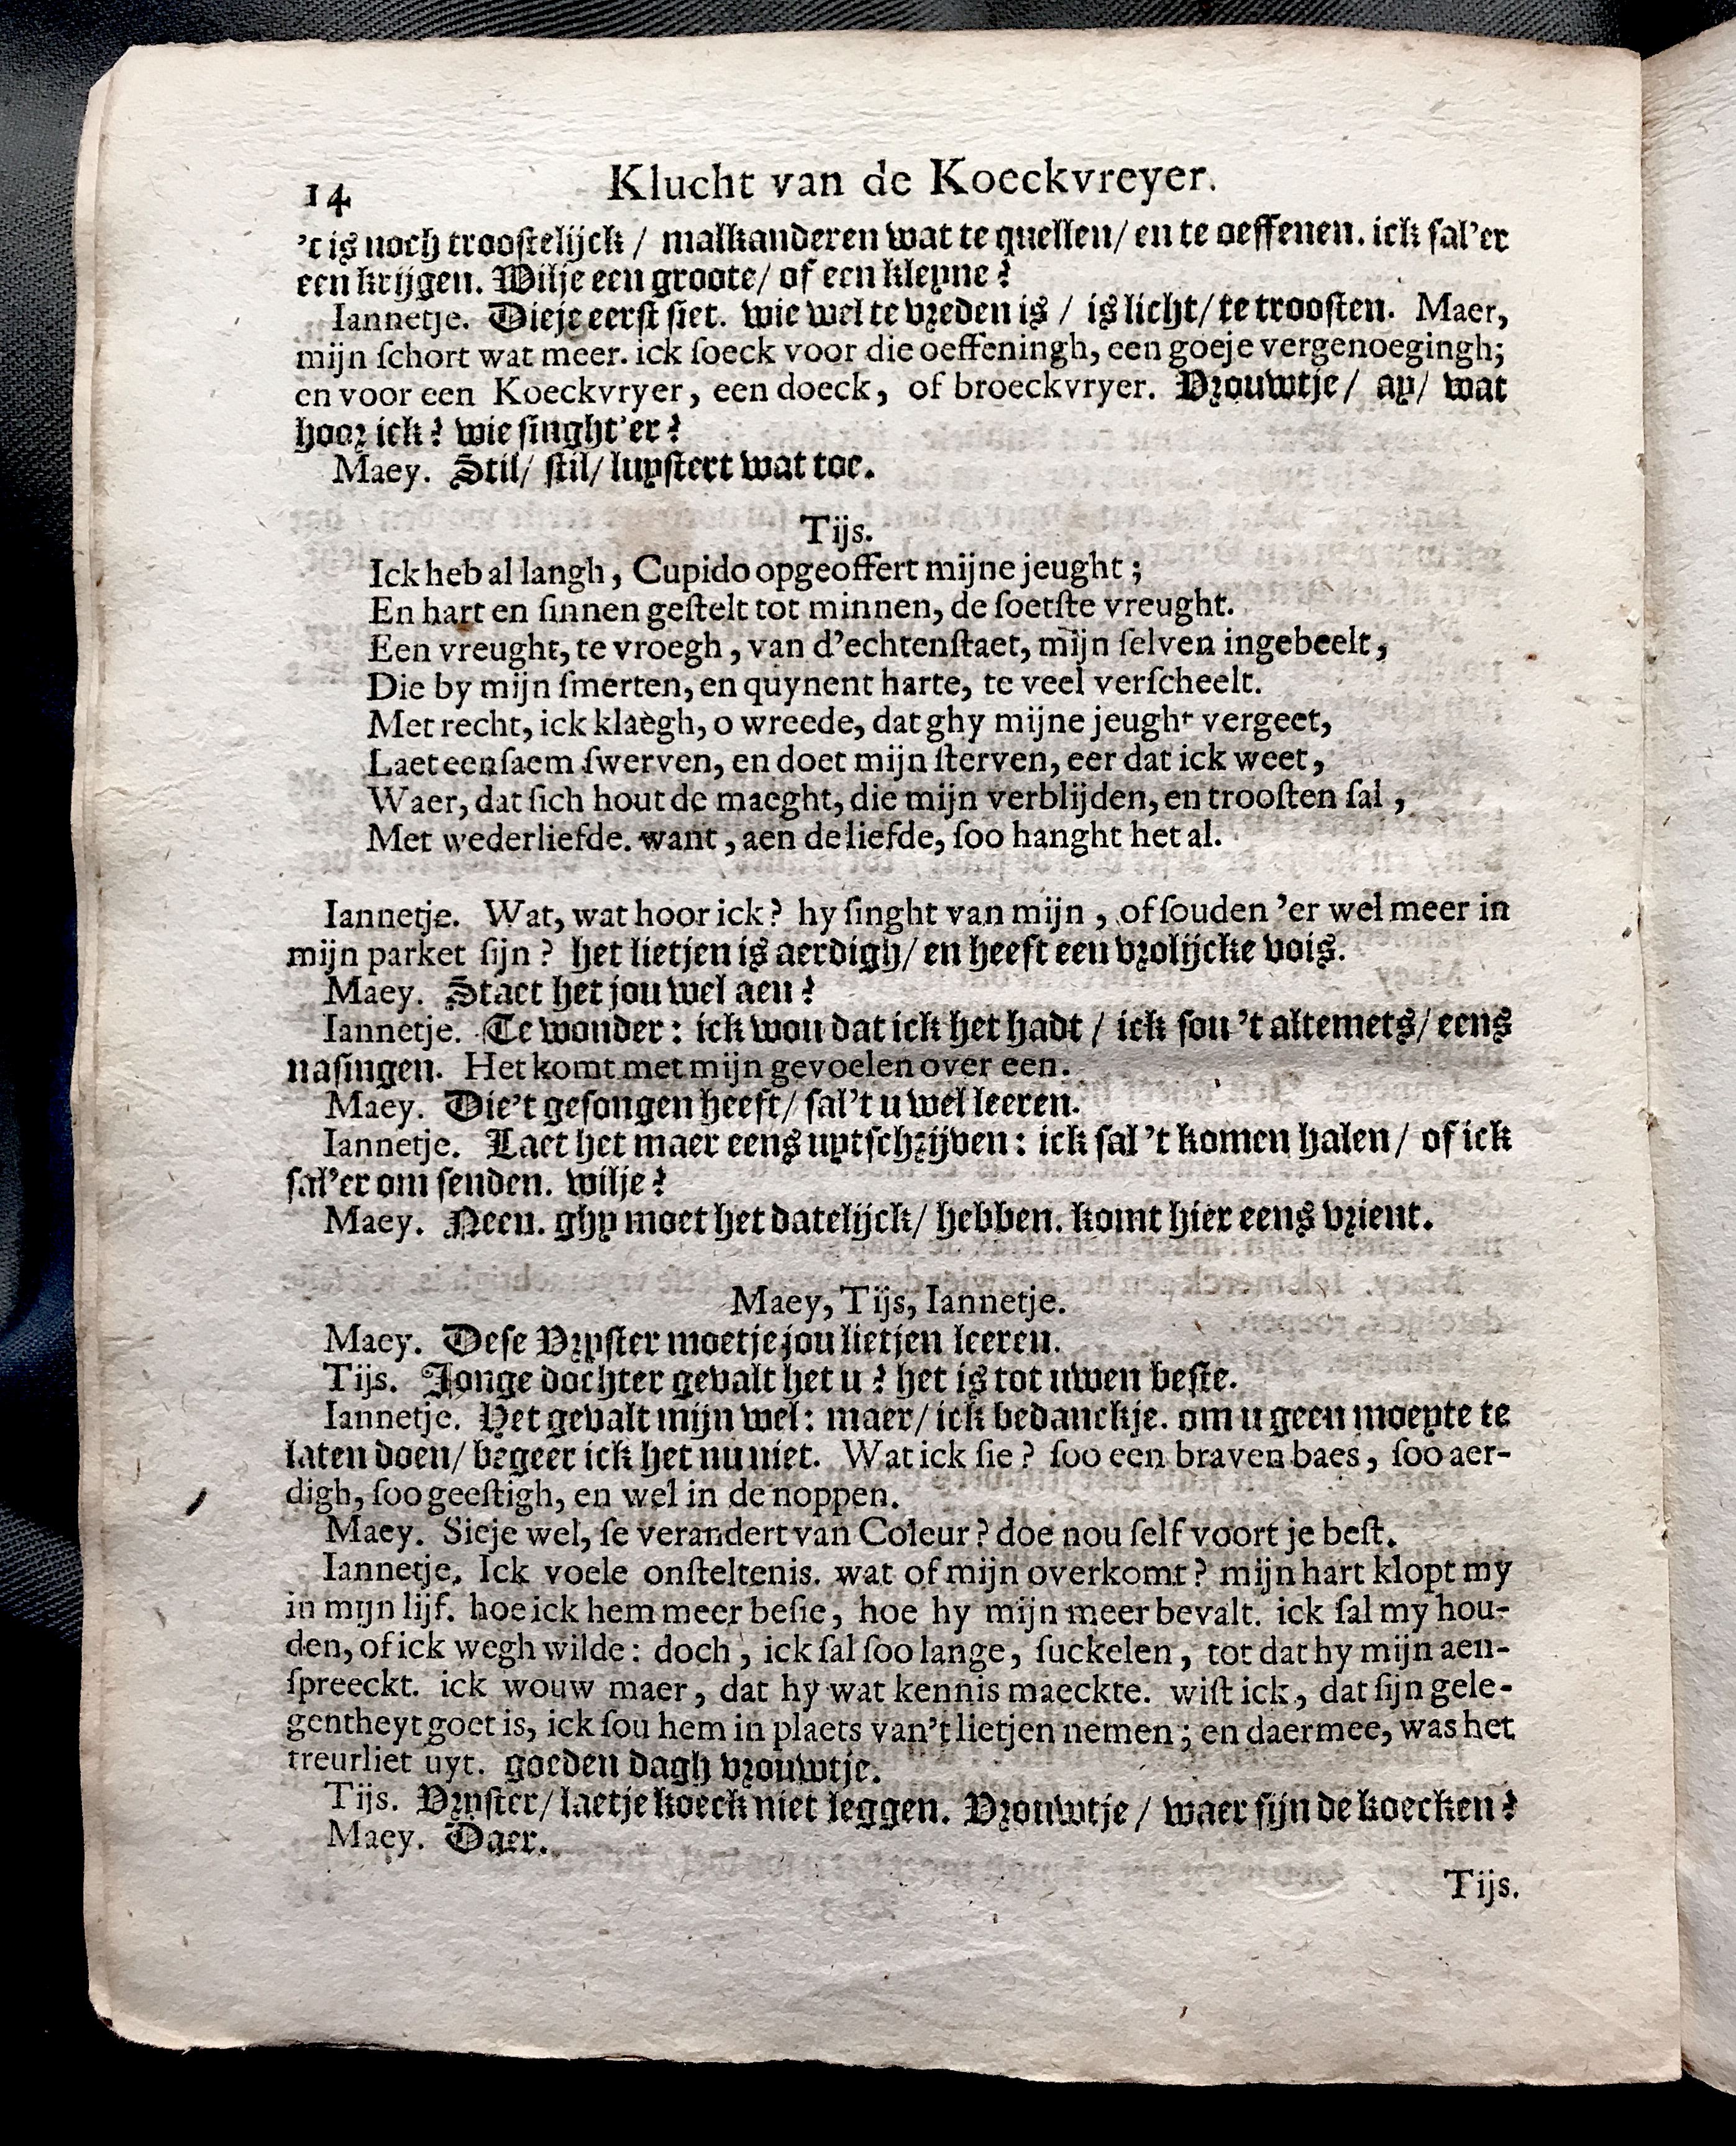 14 Klucht van de Koeckvreyer.
't is noch troostelijck / malkanderen wat te quellen / en te oeffenen. ick sal'er
een krijgen. Wilje een groote / of een kleyne?
Iannetje. Dieje eerst siet. wie wel te vreden is / is licht / te troosten. Maer,
mijn schort wat meer. ick soeck voor die oeffeningh, een goeje vergenoegingh;
en voor een Koeckvryer, een doeck, of broeckvryer. Vrouwtje / ay / wat
hoor ick? wie singht'er?
Maey. Stil / stil / luystert wat toe.
Tijs.
Ick heb al langh, Cupido opgeoffert mijne jeught;
En hart en sinnen gestelt tot minnen, de soetste vreught.
Een vreught, te vroegh, van d'echtenstaet, mijn selven ingebeelt,
Die by mijn smerten, en quynent harte, te veel verscheelt.
Met recht, ick klaegh, o wreede, dat ghy mijne jeught vergeet,
Laet eensaem swerven, en doet mijn sterven, eer dat ick weet,
Waer, dat sich hout de maeght, die mijn verblijden, en troosten sal,
Met wederliefde. want, aen de liefde, soo hanght het al.
Iannetje. Wat, wat hoor ick? hy singht van mijn, of souden 'er wel meer in
mijn parket sijn? het lietjen is aerdigh / en heeft een vrolijcke vois.
Maey. Staet het jou wel aen?
Iannetje. Te wonder: ick wou dat ick het hadt / ick sou 't altemets / eens
nasingen. Het komt met mijn gevoelen over een.
Maey. Die't gesongen heeft / sal't u wel leeren.
Iannetje. Laet het maer eens uytschrijven: ick sal 't komen halen / of ick
sal'er om senden. wilje?
Maey. Neen. ghy moet het datelijck / hebben. komt hier eens vrient.
Maey, Tijs, Iannetje.
Maey. Dese Vryster moetje jou lietjen leeren.
Tijs. Jonge dochter gevalt het u? het is tot uwen beste.
Iannetje. Het gevalt mijn wel: maer / ick bedanckje. om u geen moeyte te
laten doen / begeer ick het nu niet. Wat ick sie? soo een braven baes, soo aer-
digh, soo geestigh, en wel in de noppen.
Maey. Sieje wel, se verandert van Coleur? doe nou self voort je best.
Iannetje. Ick voele onsteltenis. wat of mijn overkomt? mijn hart klopt my
in mijn lijf. hoe ick hem meer besie, hoe hy mijn meer bevalt. ick sal my hou-
den, of ick wegh wilde: doch, ick sal soo lange, suckelen, tot dat hy mijn aen-
spreeckt. ick wouw maer, dat hy wat kennis maeckte. wist ick, dat sijn gele-
gentheyt goet is, ick sou hem in plaets van't lietjen nemen; en daermee, was het
treurliet uyt. goeden dagh vrouwtje.
Tijs. Vryster / laetje koeck niet leggen. Vrouwtje / waer sijn de koecken?
Maey. Daer.
Tijs.